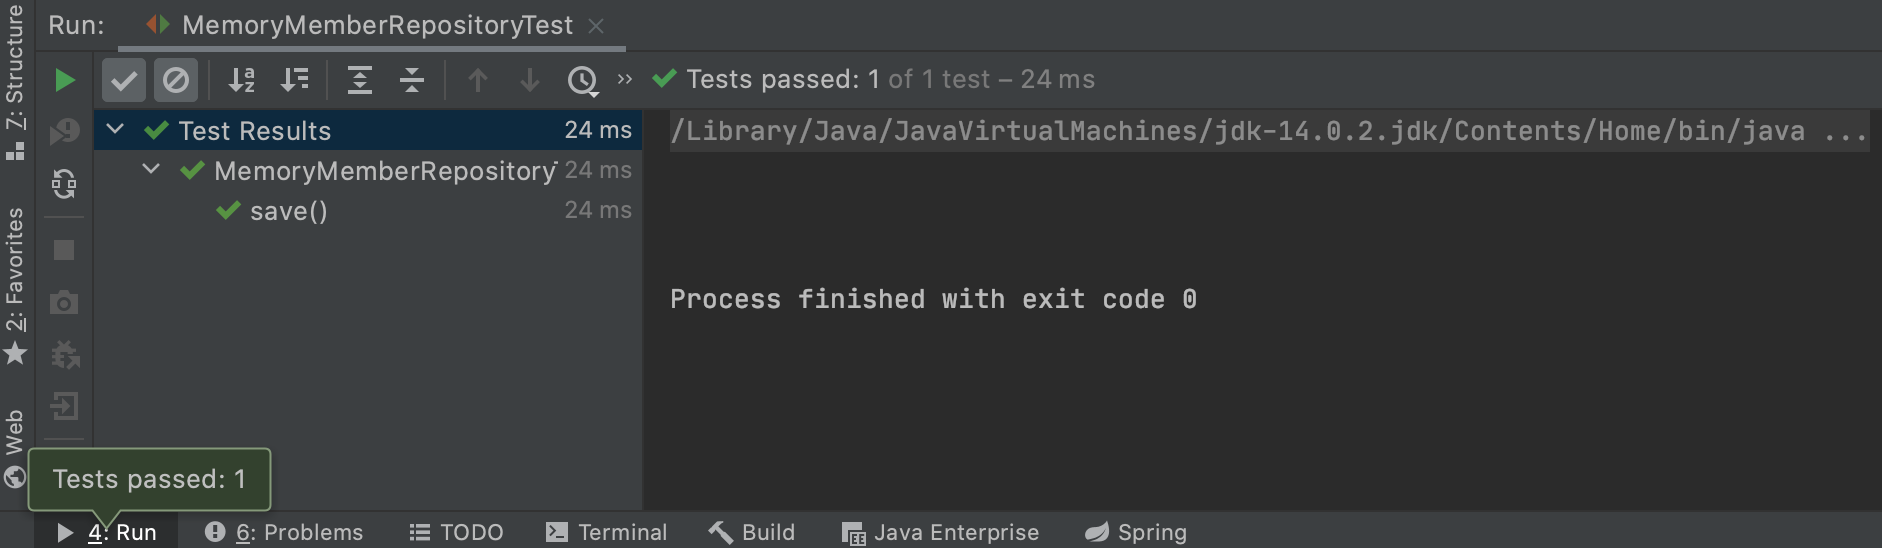 Run: MemoryMemberRepositoryTest
Tests passed: 1 of 1 test – 24 ms
Test Results 24 ms
MemoryMemberRepository 24 ms
save() 24 ms
/Library/Java/JavaVirtualMachines/jdk-14.0.2.jdk/Contents/Home/bin/java ...
Process finished with exit code 0
7: Structure
2: Favorites
Web
Tests passed: 1
4: Run 6: Problems TODO Terminal Build Java Enterprise Spring